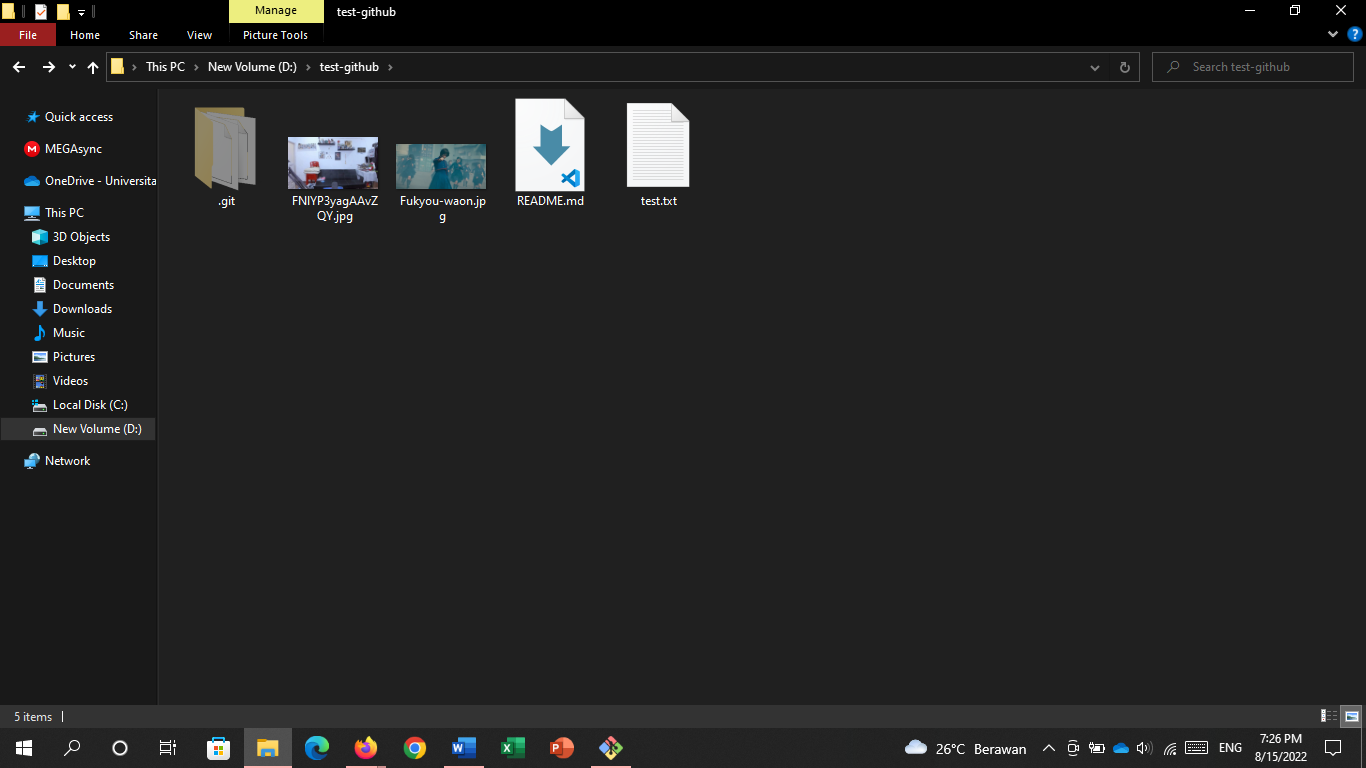 Manage
test-github
File
Home
Share
View
Picture Tools
This PC
New Volume (D:)
test-github
Search test-github
Quick access
MEGAsync
OneDrive - Universita
This PC
3D Objects
Desktop
Documents
Downloads
Music
Pictures
Videos
Local Disk (C:)
New Volume (D:)
Network
.git
FNIYP3yagAAvZ
QY.jpg
Fukyou-waon.jp
g
README.md
test.txt
5 items
26°C Berawan
ENG
7:26 PM
8/15/2022